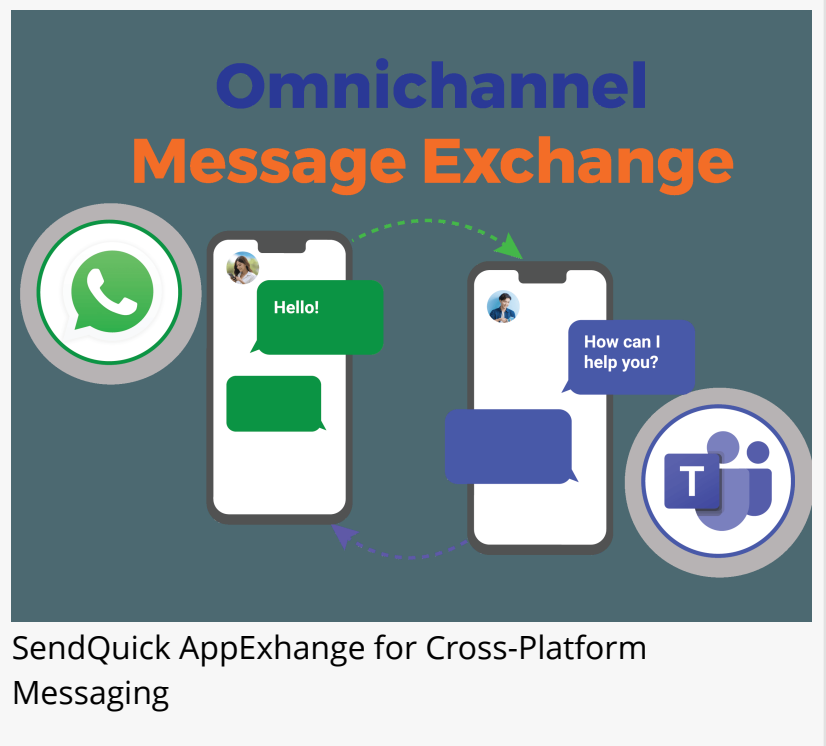 Omnichannel
Message Exchange
Hello!
How can I
help you?
T
SendQuick AppExhange for Cross-Platform
Messaging